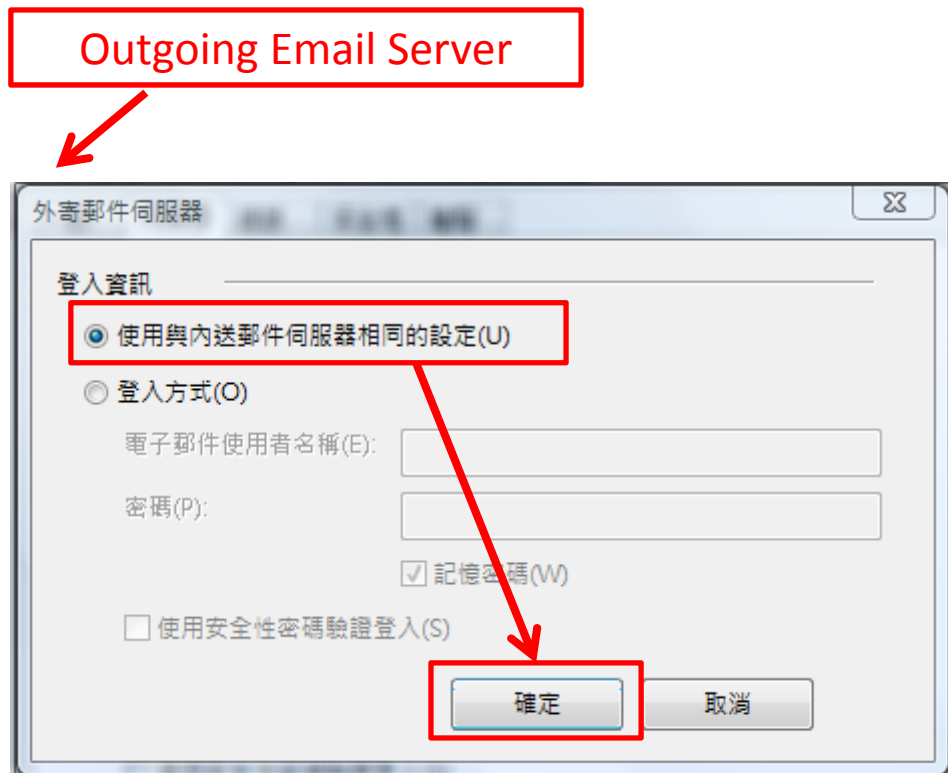 Outgoing Email Server
外寄郵件伺服器
登入資訊
使用與內送郵件伺服器相同的設定(U)
登入方式(O)
電子郵件使用者名稱(E):
密碼(P):
記憶密碼(W)
使用安全性密碼驗證登入(S)
確定 取消